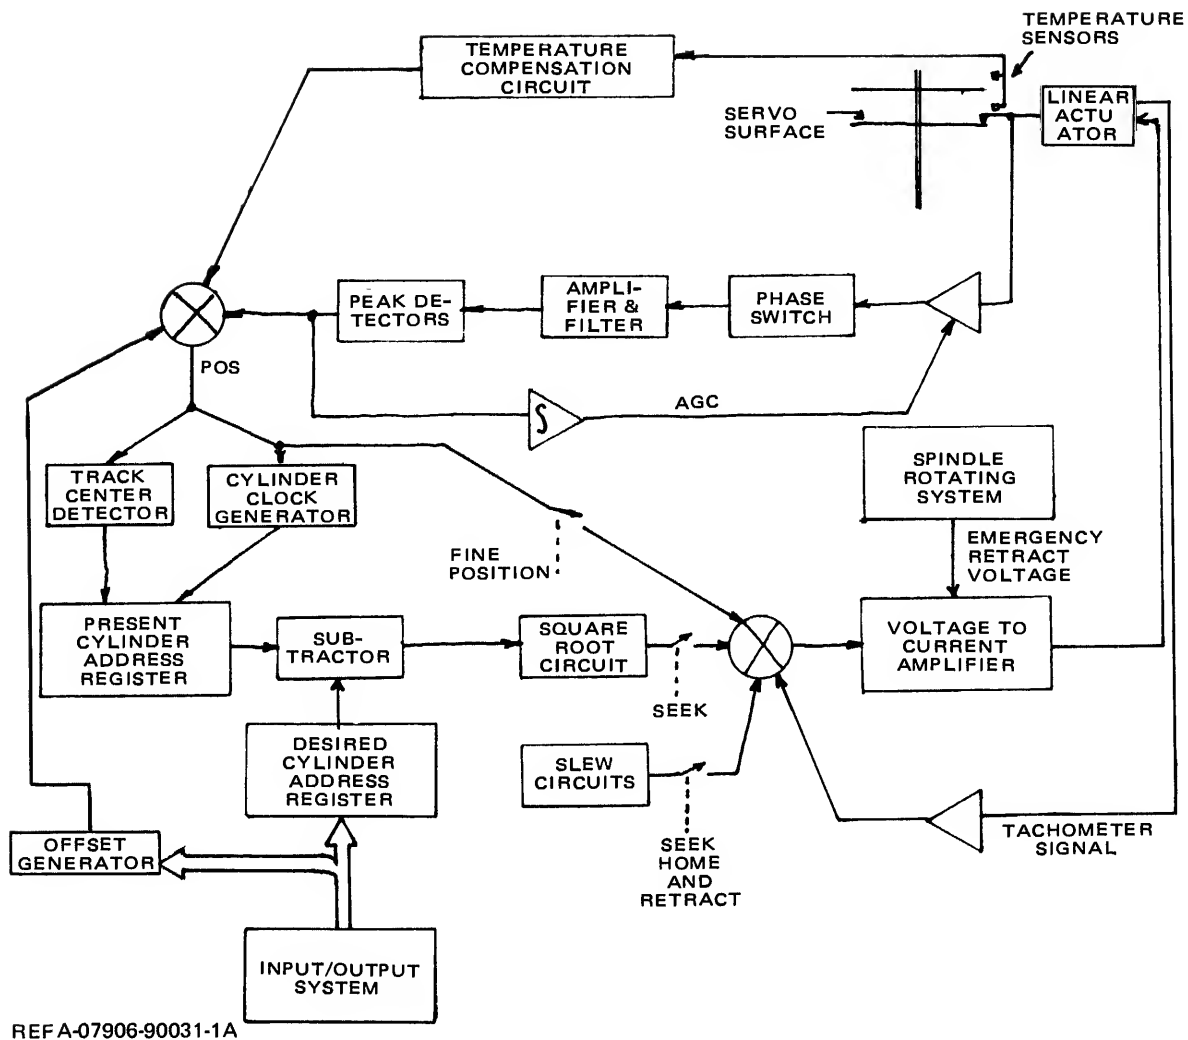 TEMPERATURE
SENSORS
TEMPERATURE
COMPENSATION
CIRCUIT
LINEAR
ACTU
ATOR
SERVO
SURFACE
PEAK DE-
TECTORS
AMPLI-
FIER &
FILTER
PHASE
SWITCH
POS
AGC
S
TRACK
CENTER
DETECTOR
CYLINDER
CLOCK
GENERATOR
SPINDLE
ROTATING
SYSTEM
FINE
POSITION
EMERGENCY
RETRACT
VOLTAGE
PRESENT
CYLINDER
ADDRESS
REGISTER
SUB-
TRACTOR
SQUARE
ROOT
CIRCUIT
VOLTAGE TO
CURRENT
AMPLIFIER
SEEK
DESIRED
CYLINDER
ADDRESS
REGISTER
SLEW
CIRCUITS
OFFSET
GENERATOR
SEEK
HOME
AND
RETRACT
TACHOMETER
SIGNAL
INPUT/OUTPUT
SYSTEM
REF A-07906-90031-1A